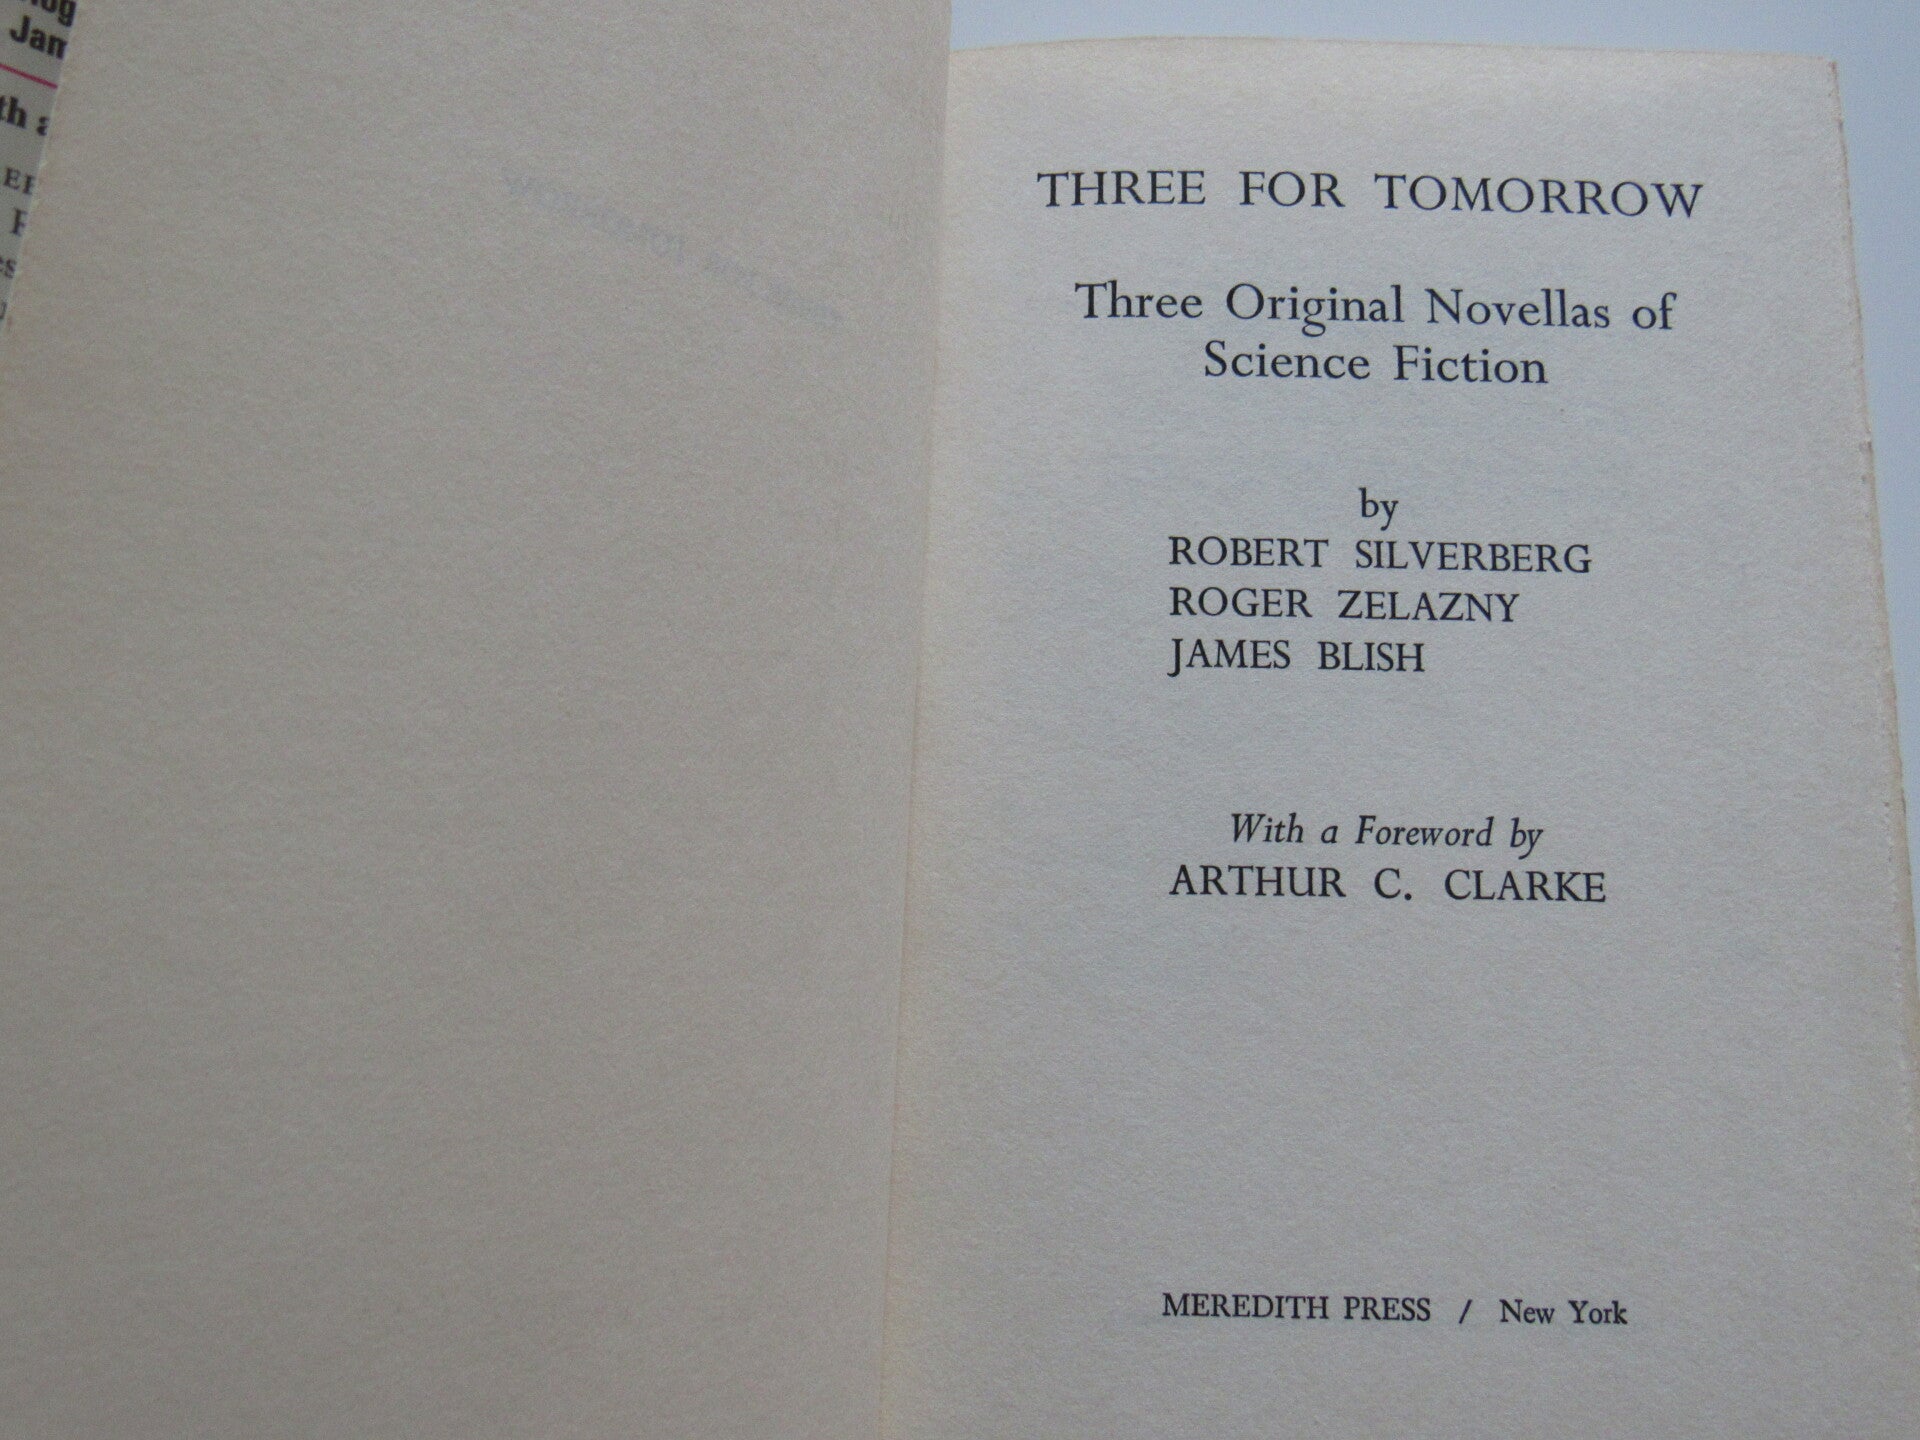 Jam
THREE FOR TOMORROW
Three Original Novellas of
Science Fiction
by
ROBERT SILVERBERG
ROGER ZELAZNY
JAMES BLISH
With a Foreword by
ARTHUR C. CLARKE
MEREDITH PRESS / New York